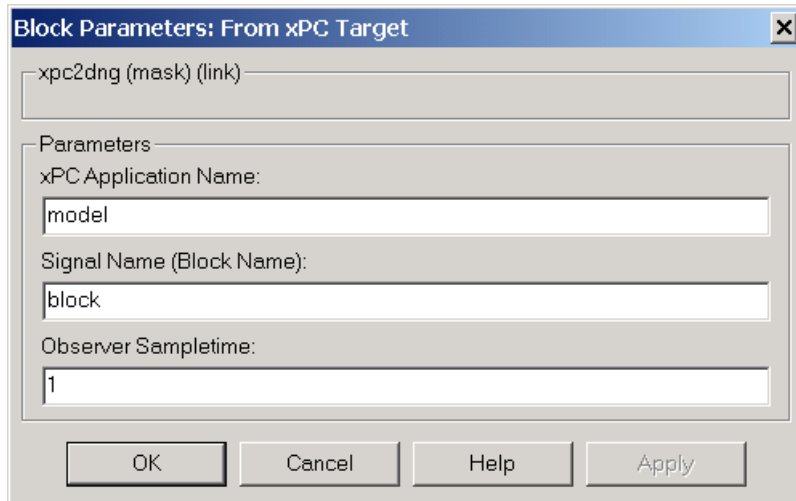 Block Parameters: From xPC Target
xpc2dng (mask) (link)
Parameters
xPC Application Name:
model
Signal Name (Block Name):
block
Observer Sampletime:
1
OK Cancel Help Apply